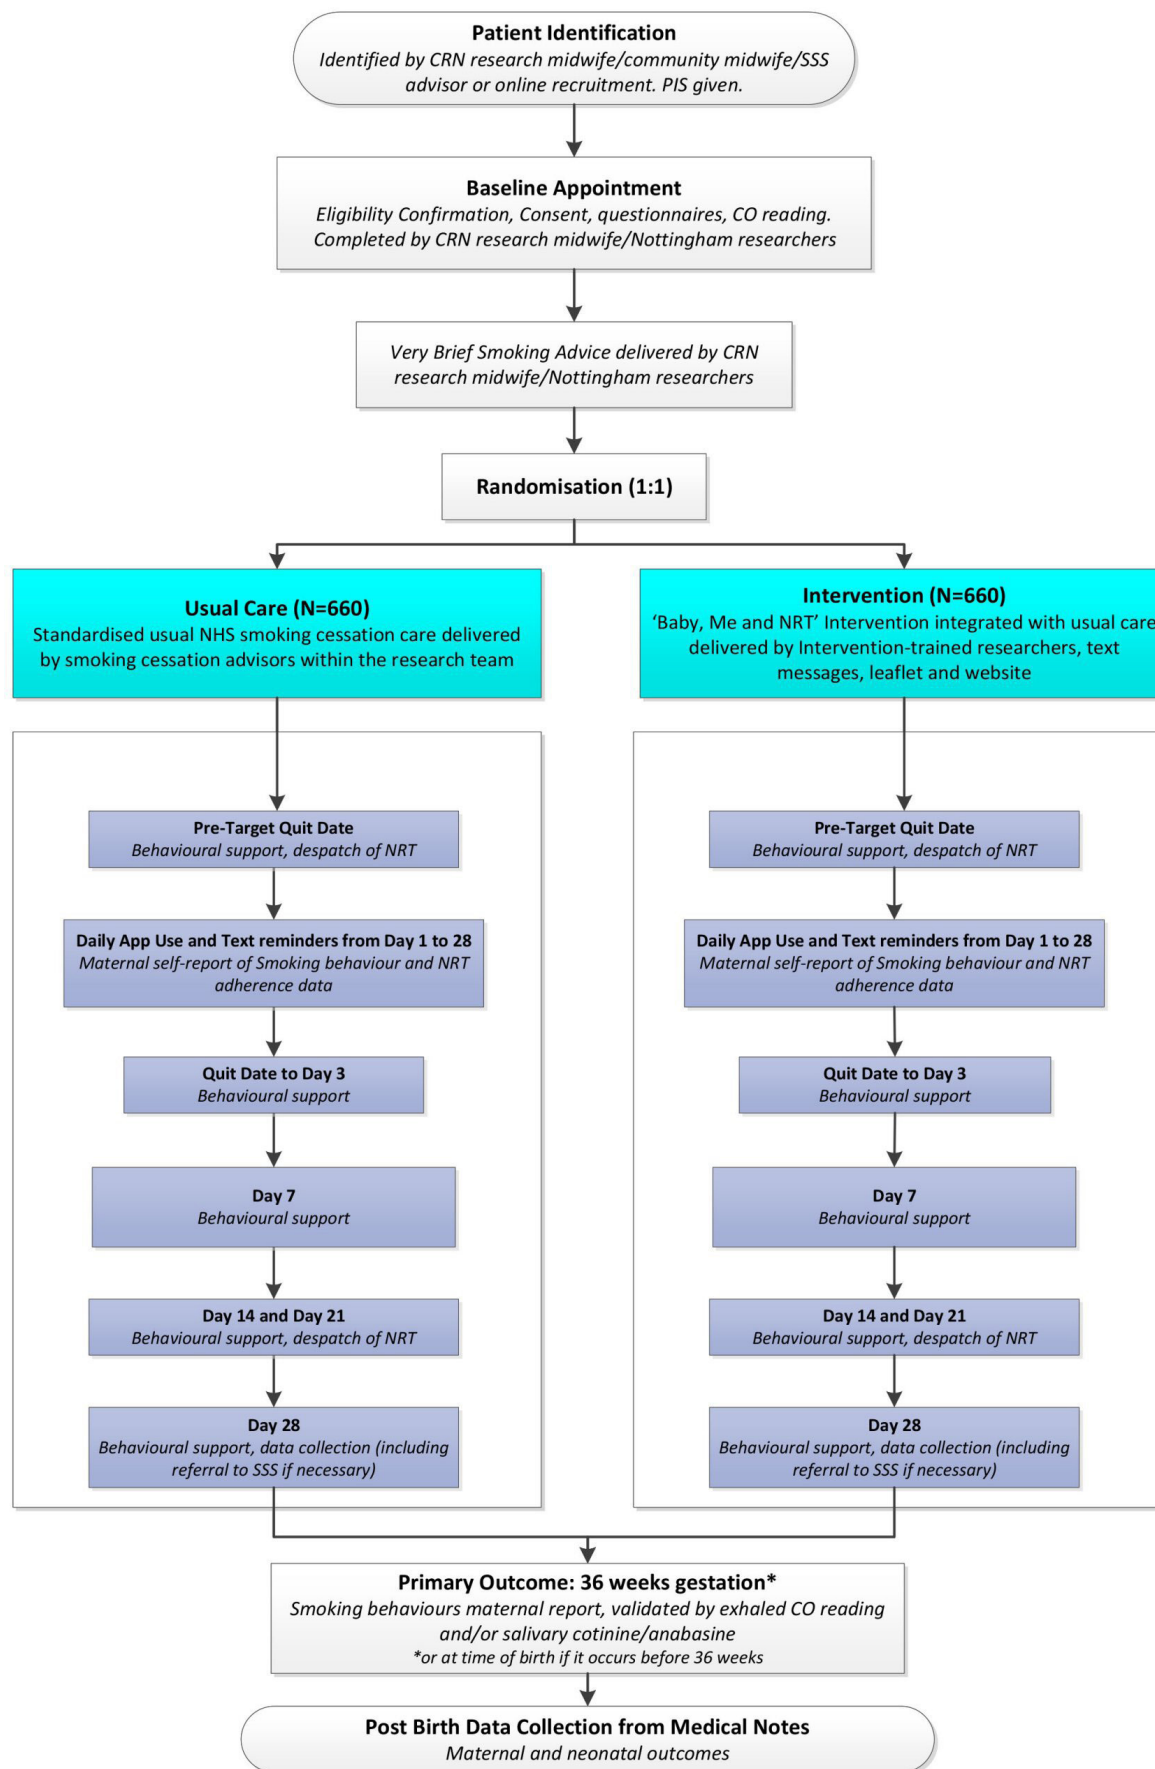 Patient Identification
Identified by CRN research midwife/community midwife/SSS
advisor or online recruitment. PIS given.
Baseline Appointment
Eligibility Confirmation, Consent, questionnaires, CO reading.
Completed by CRN research midwife/Nottingham researchers
Very Brief Smoking Advice delivered by CRN
research midwife/Nottingham researchers
Randomisation (1:1)
Usual Care (N=660)
Standardised usual NHS smoking cessation care delivered
by smoking cessation advisors within the research team
Intervention (N=660)
‘Baby, Me and NRT’ Intervention integrated with usual care
delivered by Intervention-trained researchers, text
messages, leaflet and website
Pre-Target Quit Date
Behavioural support, despatch of NRT
Daily App Use and Text reminders from Day 1 to 28
Maternal self-report of Smoking behaviour and NRT
adherence data
Quit Date to Day 3
Behavioural support
Day 7
Behavioural support
Day 14 and Day 21
Behavioural support, despatch of NRT
Day 28
Behavioural support, data collection (including
referral to SSS if necessary)
Pre-Target Quit Date
Behavioural support, despatch of NRT
Daily App Use and Text reminders from Day 1 to 28
Maternal self-report of Smoking behaviour and NRT
adherence data
Quit Date to Day 3
Behavioural support
Day 7
Behavioural support
Day 14 and Day 21
Behavioural support, despatch of NRT
Day 28
Behavioural support, data collection (including
referral to SSS if necessary)
Primary Outcome: 36 weeks gestation*
Smoking behaviours maternal report, validated by exhaled CO reading
and/or salivary cotinine/anabasine
*or at time of birth if it occurs before 36 weeks
Post Birth Data Collection from Medical Notes
Maternal and neonatal outcomes